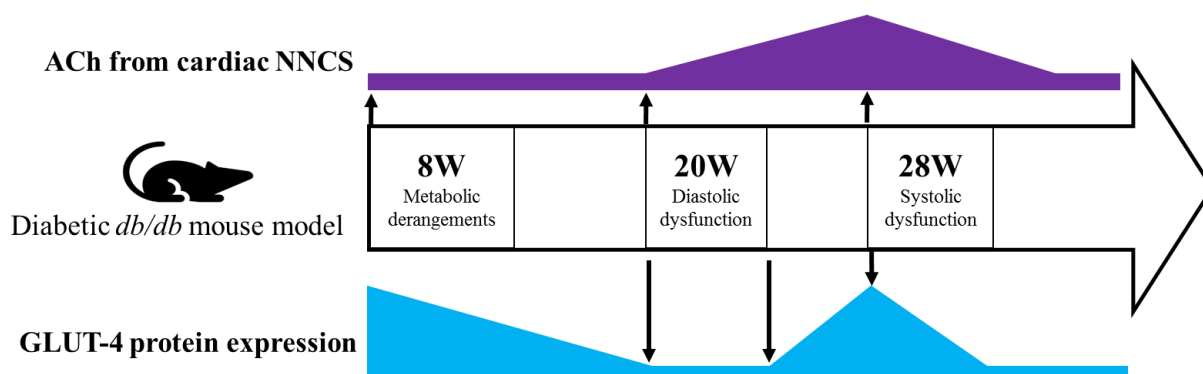 ACh from cardiac NNCS
8W
Metabolic
derangements
20W
Diastolic
dysfunction
28W
Systolic
dysfunction
Diabetic db/db mouse model
GLUT-4 protein expression